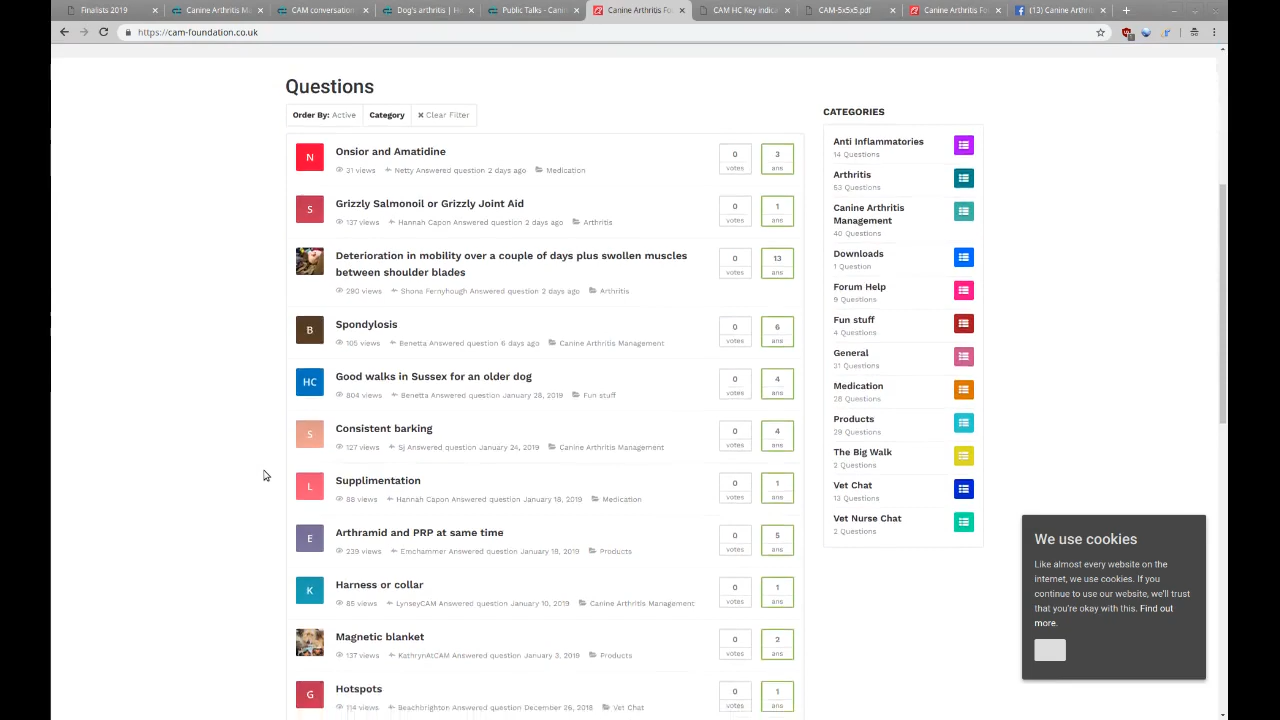 Finalists 2019
Canine Arthritis M
CAM conversation
Dog's arthritis | H
Public Talks - Cani
Canine Arthritis Fo
CAM HC Key indica
CAM-5x5x5.pdf
Canine Arthritis Fo
(13) Canine Arthrit
https://cam-foundation.co.uk
Questions
Order By: Active
Category
Clear Filter
N
Onsior and Amatidine
31 views
Netty Answered question 2 days ago
Medication
0
votes
3
ans
S
Grizzly Salmonoil or Grizzly Joint Aid
137 views
Hannah Capon Answered question 2 days ago
Arthritis
0
votes
1
ans
Deterioration in mobility over a couple of days plus swollen muscles
between shoulder blades
290 views
Shona Fernyhough Answered question 2 days ago
Arthritis
0
votes
13
ans
B
Spondylosis
105 views
Benetta Answered question 6 days ago
Canine Arthritis Management
0
votes
6
ans
HC
Good walks in Sussex for an older dog
804 views
Benetta Answered question January 28, 2019
Fun stuff
0
votes
4
ans
S
Consistent barking
127 views
Sj Answered question January 24, 2019
Canine Arthritis Management
0
votes
4
ans
L
Supplimentation
88 views
Hannah Capon Answered question January 18, 2019
Medication
0
votes
1
ans
E
Arthramid and PRP at same time
239 views
Emchammer Answered question January 18, 2019
Products
0
votes
5
ans
K
Harness or collar
85 views
LynseyCAM Answered question January 10, 2019
Canine Arthritis Management
0
votes
1
ans
Magnetic blanket
137 views
KathrynAtCAM Answered question January 3, 2019
Products
0
votes
2
ans
G
Hotspots
114 views
Beachbrighton Answered question December 26, 2018
Vet Chat
0
votes
1
ans
CATEGORIES
Anti Inflammatories
14 Questions
Arthritis
53 Questions
Canine Arthritis
Management
40 Questions
Downloads
1 Question
Forum Help
9 Questions
Fun stuff
4 Questions
General
31 Questions
Medication
28 Questions
Products
29 Questions
The Big Walk
2 Questions
Vet Chat
13 Questions
Vet Nurse Chat
2 Questions
We use cookies
Like almost every website on the
internet, we use cookies. If you
continue to use our website, we'll trust
that you're okay with this. Find out
more.